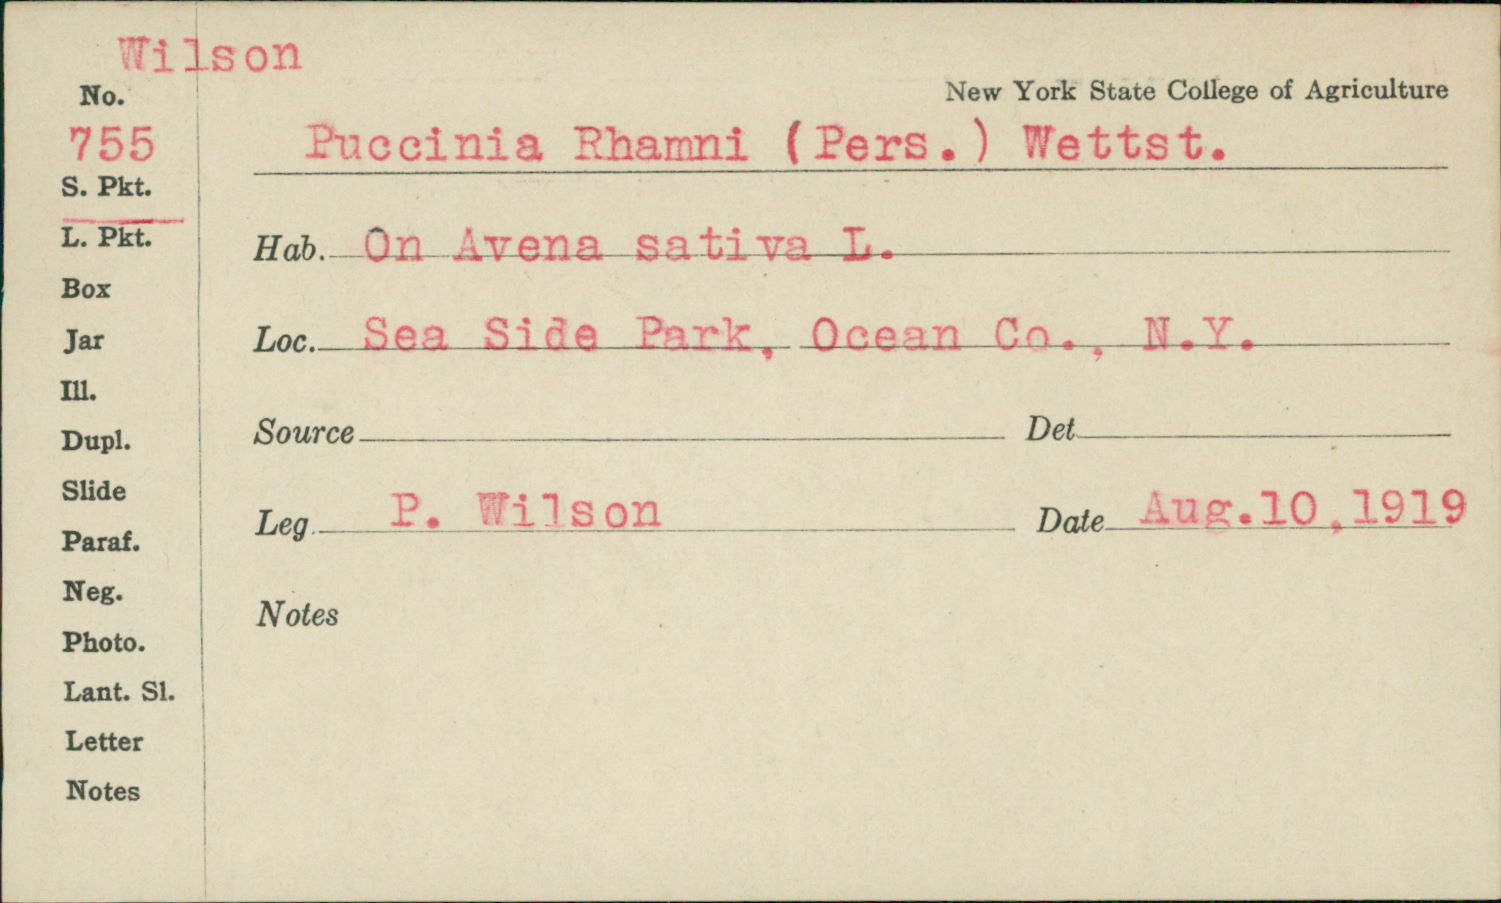 Wilson
No.
New York State College of Agriculture
755
Puccinia Rhamni (Pers.) Wettst.
S. Pkt.
L. Pkt.
Hab. On Avena sativa L.
Box
Jar
Loc. Sea Side Park, Ocean Co., N.Y.
Ill.
Dupl.
Source Det
Slide
Leg. P. Wilson Date Aug.10,1919
Paraf.
Neg.
Notes
Photo.
Lant. Sl.
Letter
Notes